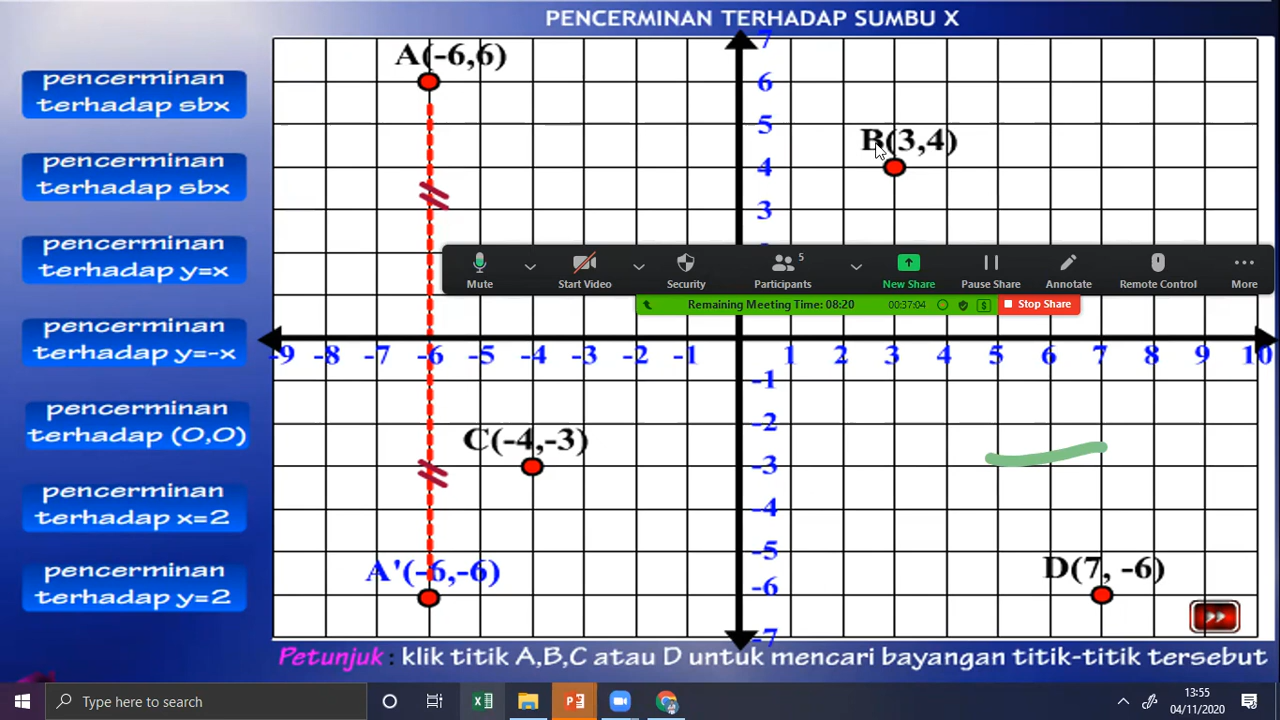 PENCERMINAN TERHADAP SUMBU X
pencerminan
terhadap sbx
pencerminan
terhadap sbx
pencerminan
terhadap y=x
pencerminan
terhadap y=-x
pencerminan
terhadap (0,0)
pencerminan
terhadap x=2
pencerminan
terhadap y=2
7
A(-6,6)
6
5
B(3,4)
4
3
Mute
Start Video
Security
5
Participants
New Share
Pause Share
Annotate
Remote Control
More
Remaining Meeting Time: 08:20
00:37:04
Stop Share
-9 -8 -7 -6 -5 -4 -3 -2 -1 1 2 3 4 5 6 7 8 9 10
-1
-2
C(-4,-3)
-3
-4
-5
A'(-6,-6)
D(7, -6)
-6
-7
Petunjuk : klik titik A,B,C atau D untuk mencari bayangan titik-titik tersebut
Type here to search
13:55
04/11/2020